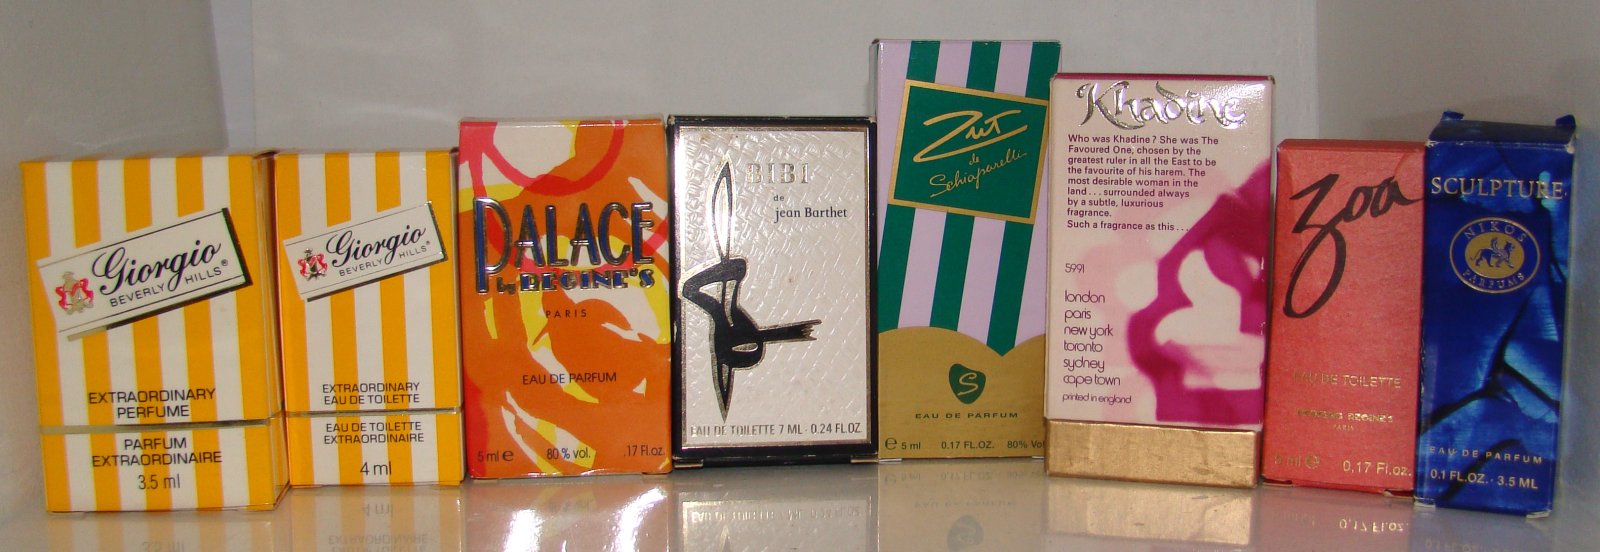 Giorgio
BEVERLY HILLS®
EXTRAORDINARY
PERFUME
PARFUM
EXTRAORDINAIRE
3.5 ml
Giorgio
BEVERLY HILLS®
EXTRAORDINARY
EAU DE TOILETTE
EAU DE TOILETTE
EXTRAORDINAIRE
4 ml
PALACE
by REGINE'S
PARIS
EAU DE PARFUM
5 ml e 80% vol. .17 Fl.oz.
BIBI
de
jean Barthet
EAU DE TOILETTE 7 ML - 0.24 FL.OZ
Zut
de
Schiaparelli
S
EAU DE PARFUM
e 5 ml 0.17 FL.OZ. 80% Vol
Khadine
Who was Khadine? She was The
Favoured One, chosen by the
greatest ruler in all the East to be
the favourite of his harem. The
most desirable woman in the
land . . . surrounded always
by a subtle, luxurious
fragrance.
Such a fragrance as this . . .
5991
london
paris
new york
toronto
sydney
cape town
printed in england
Zoa
EAU DE TOILETTE
REGINE'S
PARIS
5 ml e 0.17 Fl.oz.
SCULPTURE
NIKOS
PARFUMS
EAU DE PARFUM
0.1 FL.OZ. - 3.5 ML